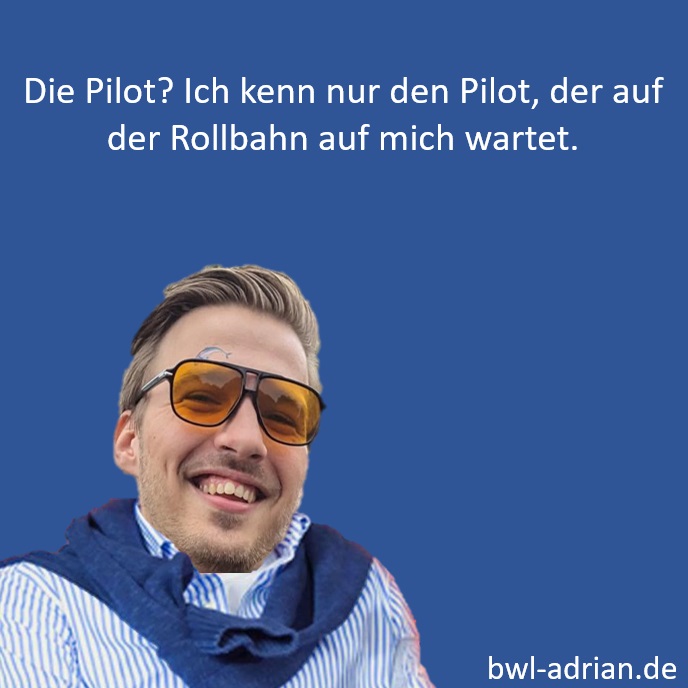 Die Pilot? Ich kenn nur den Pilot, der auf
der Rollbahn auf mich wartet.
bwl-adrian.de